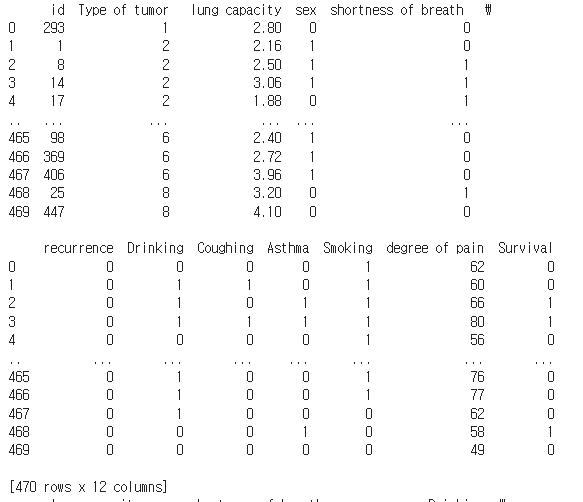 id Type of tumor lung capacity sex shortness of breath ₩
0 293 1 2.80 0 0
1 1 2 2.16 1 0
2 8 2 2.50 1 1
3 14 2 3.06 1 1
4 17 2 1.88 0 1
.. ... ... ... ... ...
465 98 6 2.40 1 0
466 369 6 2.72 1 0
467 406 6 3.96 1 0
468 25 8 3.20 0 1
469 447 8 4.10 0 0
recurrence Drinking Coughing Asthma Smoking degree of pain Survival
0 0 0 0 0 1 62 0
1 0 1 1 0 1 60 0
2 0 1 0 1 1 66 1
3 0 1 1 1 1 80 1
4 0 0 0 0 1 56 0
.. ... ... ... ... ... ... ...
465 0 1 0 0 1 76 0
466 0 1 0 0 1 77 0
467 0 1 0 0 0 62 0
468 0 0 0 1 0 58 1
469 0 0 0 0 0 49 0
[470 rows x 12 columns]